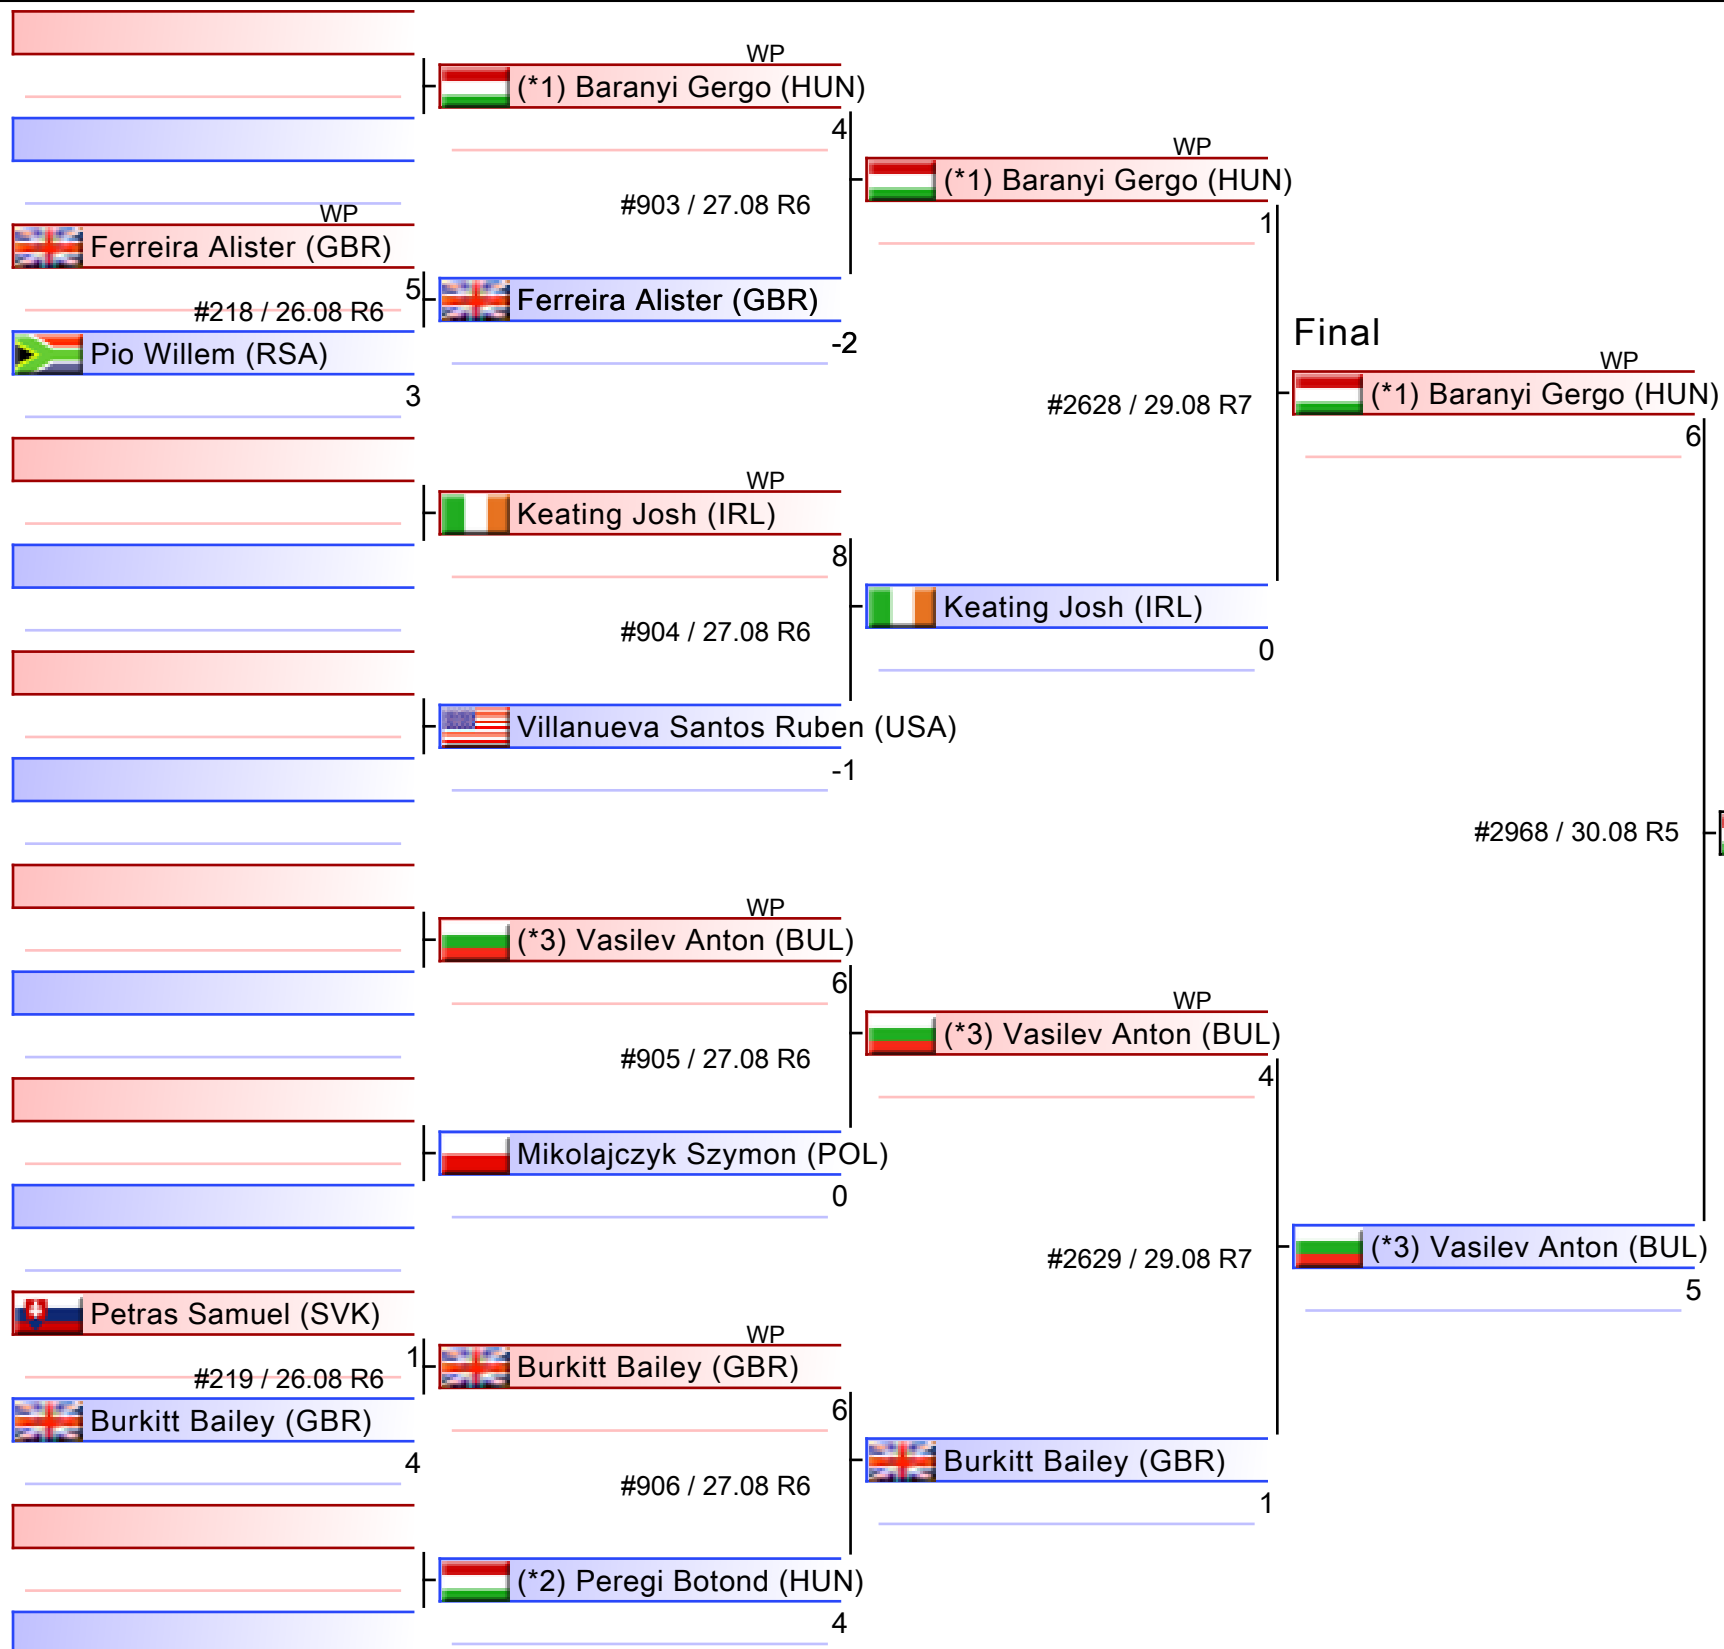 WP
(*1) Baranyi Gergo (HUN)
4
#903 / 27.08 R6
WP
Ferreira Alister (GBR)
5
#218 / 26.08 R6
Pio Willem (RSA)
3
Ferreira Alister (GBR)
-2
WP
(*1) Baranyi Gergo (HUN)
1
#2628 / 29.08 R7
WP
Keating Josh (IRL)
8
#904 / 27.08 R6
Villanueva Santos Ruben (USA)
-1
Keating Josh (IRL)
0
Final
WP
(*1) Baranyi Gergo (HUN)
6
#2968 / 30.08 R5
WP
(*3) Vasilev Anton (BUL)
6
#905 / 27.08 R6
Mikolajczyk Szymon (POL)
0
WP
(*3) Vasilev Anton (BUL)
4
#2629 / 29.08 R7
(*3) Vasilev Anton (BUL)
5
Petras Samuel (SVK)
1
#219 / 26.08 R6
Burkitt Bailey (GBR)
4
WP
Burkitt Bailey (GBR)
6
#906 / 27.08 R6
(*2) Peregi Botond (HUN)
4
Burkitt Bailey (GBR)
1